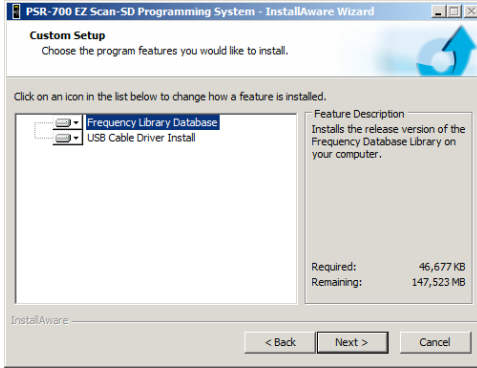 PSR-700 EZ Scan-SD Programming System - InstallAware Wizard
Custom Setup
Choose the program features you would like to install.
Click on an icon in the list below to change how a feature is installed.
Frequency Library Database
USB Cable Driver Install
Feature Description
Installs the release version of the
Frequency Database Library on
your computer.
Required: 46,677 KB
Remaining: 147,523 MB
InstallAware
< Back Next > Cancel